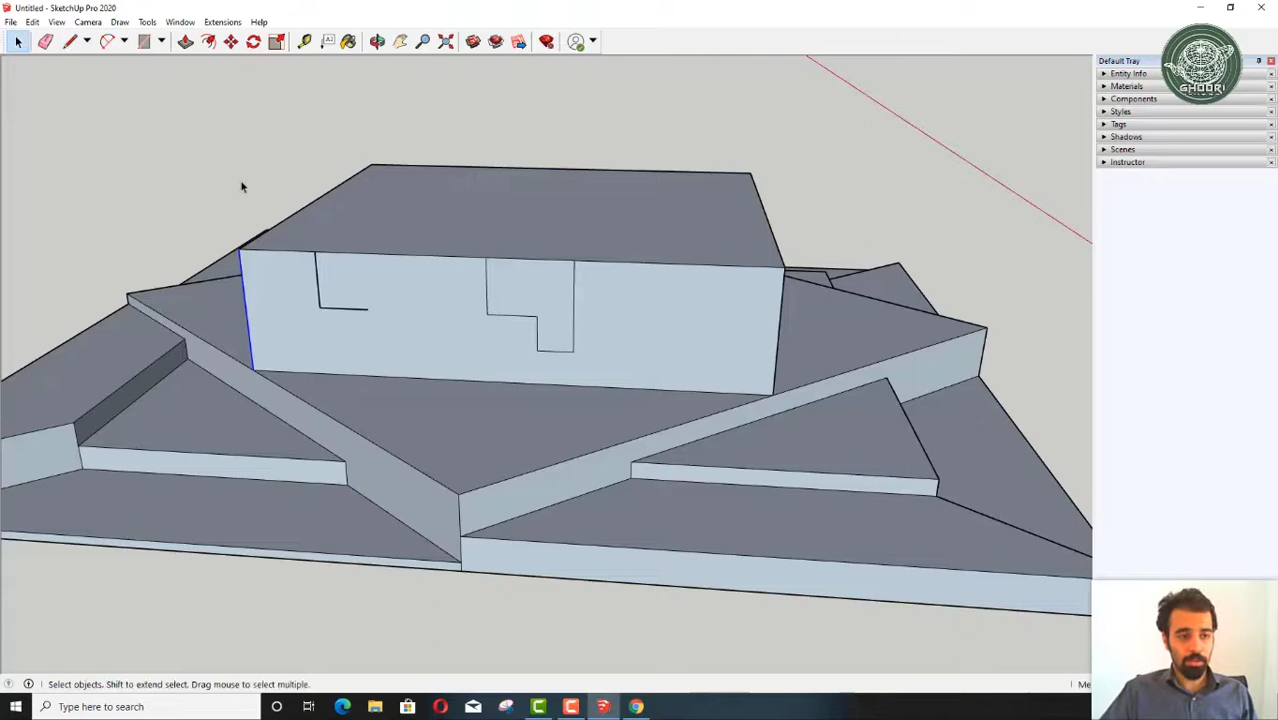 Untitled - SketchUp Pro 2020
File Edit View Camera Draw Tools Window Extensions Help
Default Tray
Entity Info
Materials
Components
Styles
Tags
Shadows
Scenes
Instructor
GHOORI
Select objects. Shift to extend select. Drag mouse to select multiple.
Me
Type here to search